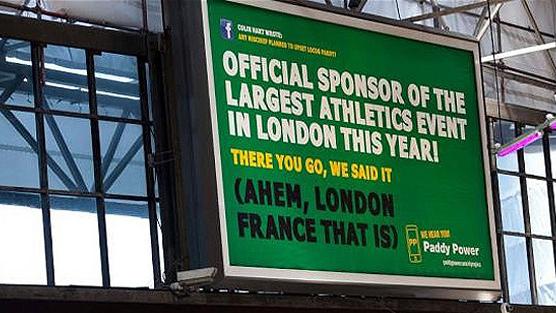 COLIN HART WROTE:
ANY MISCHIEF PLANNED TO UPSET LOCOG PADDY?
OFFICIAL SPONSOR OF THE
LARGEST ATHLETICS EVENT
IN LONDON THIS YEAR!
THERE YOU GO, WE SAID IT
(AHEM, LONDON
FRANCE THAT IS)
WE HEAR YOU
Paddy Power